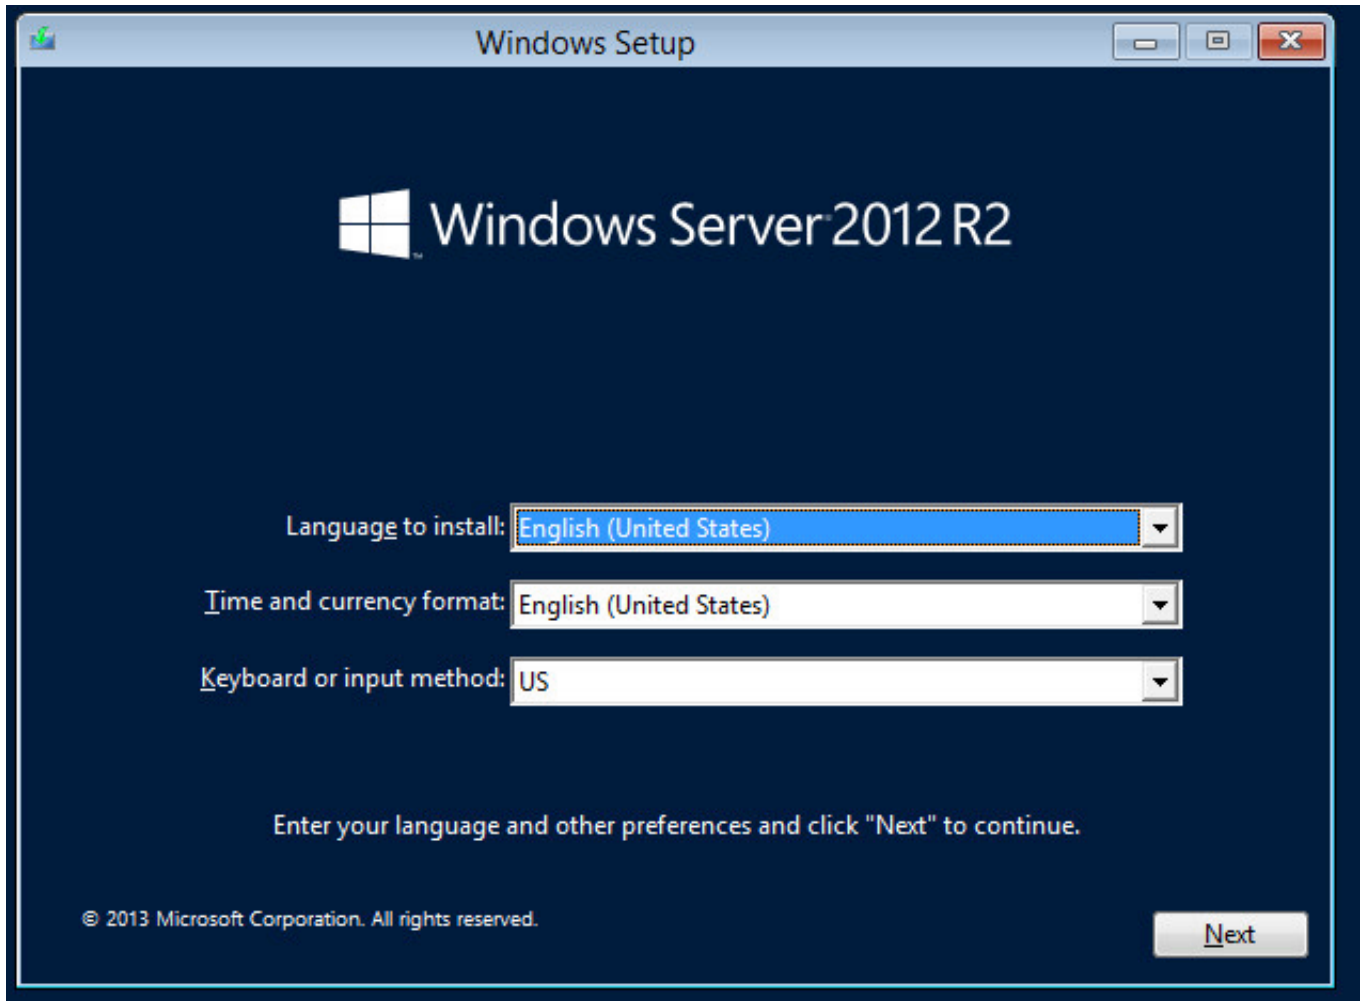 Windows Setup
Windows Server 2012 R2
Language to install: English (United States)
Time and currency format: English (United States)
Keyboard or input method: US
Enter your language and other preferences and click "Next" to continue.
© 2013 Microsoft Corporation. All rights reserved.
Next